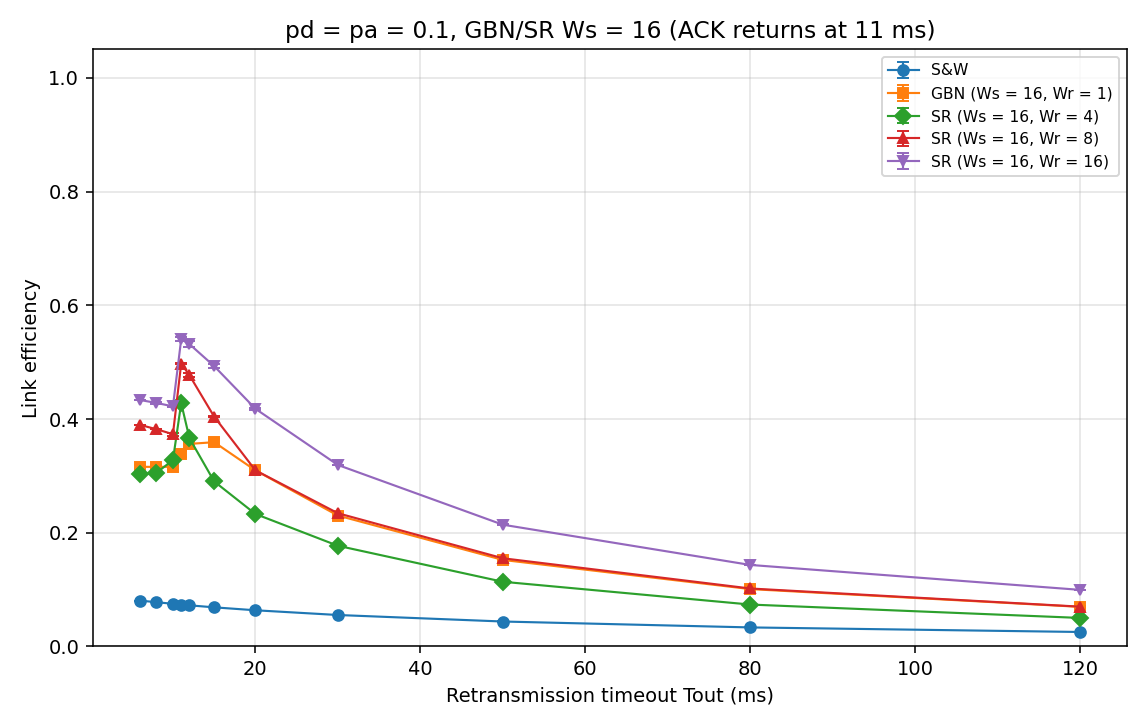 pd = pa = 0.1, GBN/SR Ws = 16 (ACK returns at 11 ms)
S&W
GBN (Ws = 16, Wr = 1)
SR (Ws = 16, Wr = 4)
SR (Ws = 16, Wr = 8)
SR (Ws = 16, Wr = 16)
Link efficiency
1.0
0.8
0.6
0.4
0.2
0.0
20
40
60
80
100
120
Retransmission timeout Tout (ms)